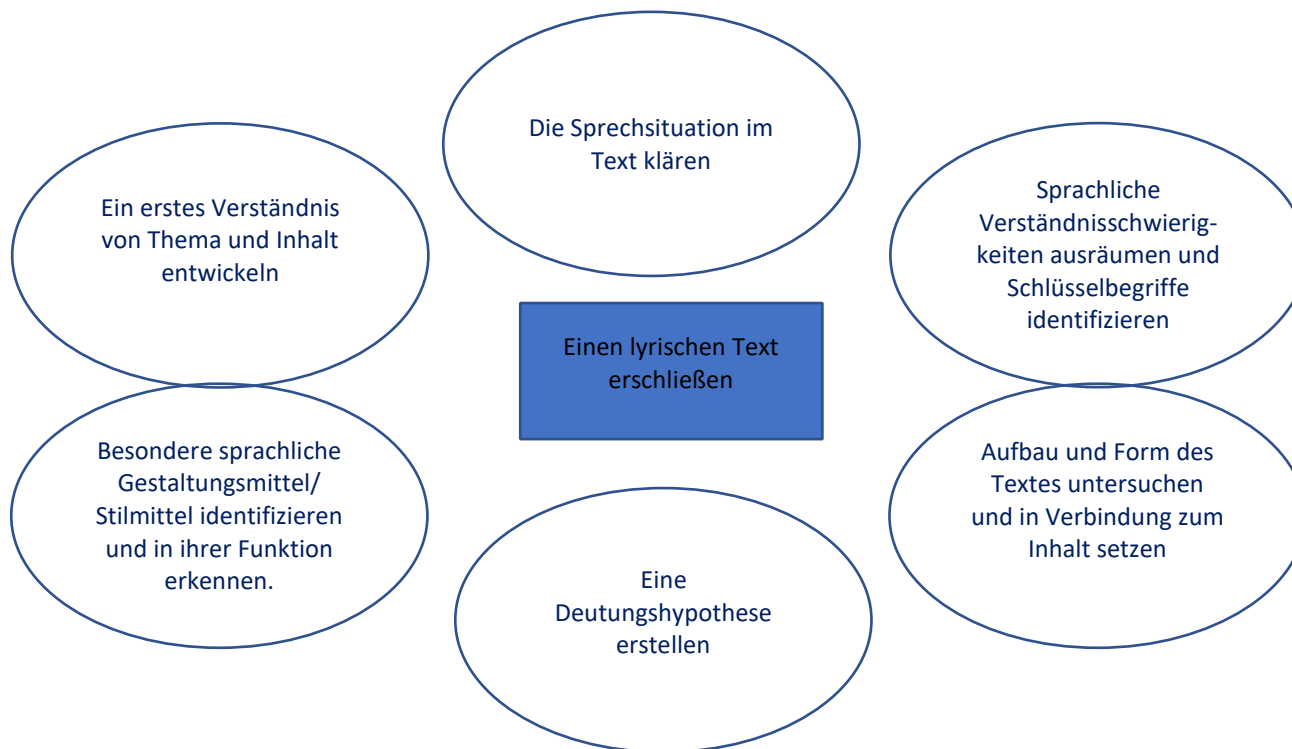 Die Sprechsituation im
Text klären
Ein erstes Verständnis
von Thema und Inhalt
entwickeln
Sprachliche
Verständnisschwierig-
keiten ausräumen und
Schlüsselbegriffe
identifizieren
Einen lyrischen Text
erschließen
Besondere sprachliche
Gestaltungsmittel/
Stilmittel identifizieren
und in ihrer Funktion
erkennen.
Aufbau und Form des
Textes untersuchen
und in Verbindung zum
Inhalt setzen
Eine
Deutungshypothese
erstellen